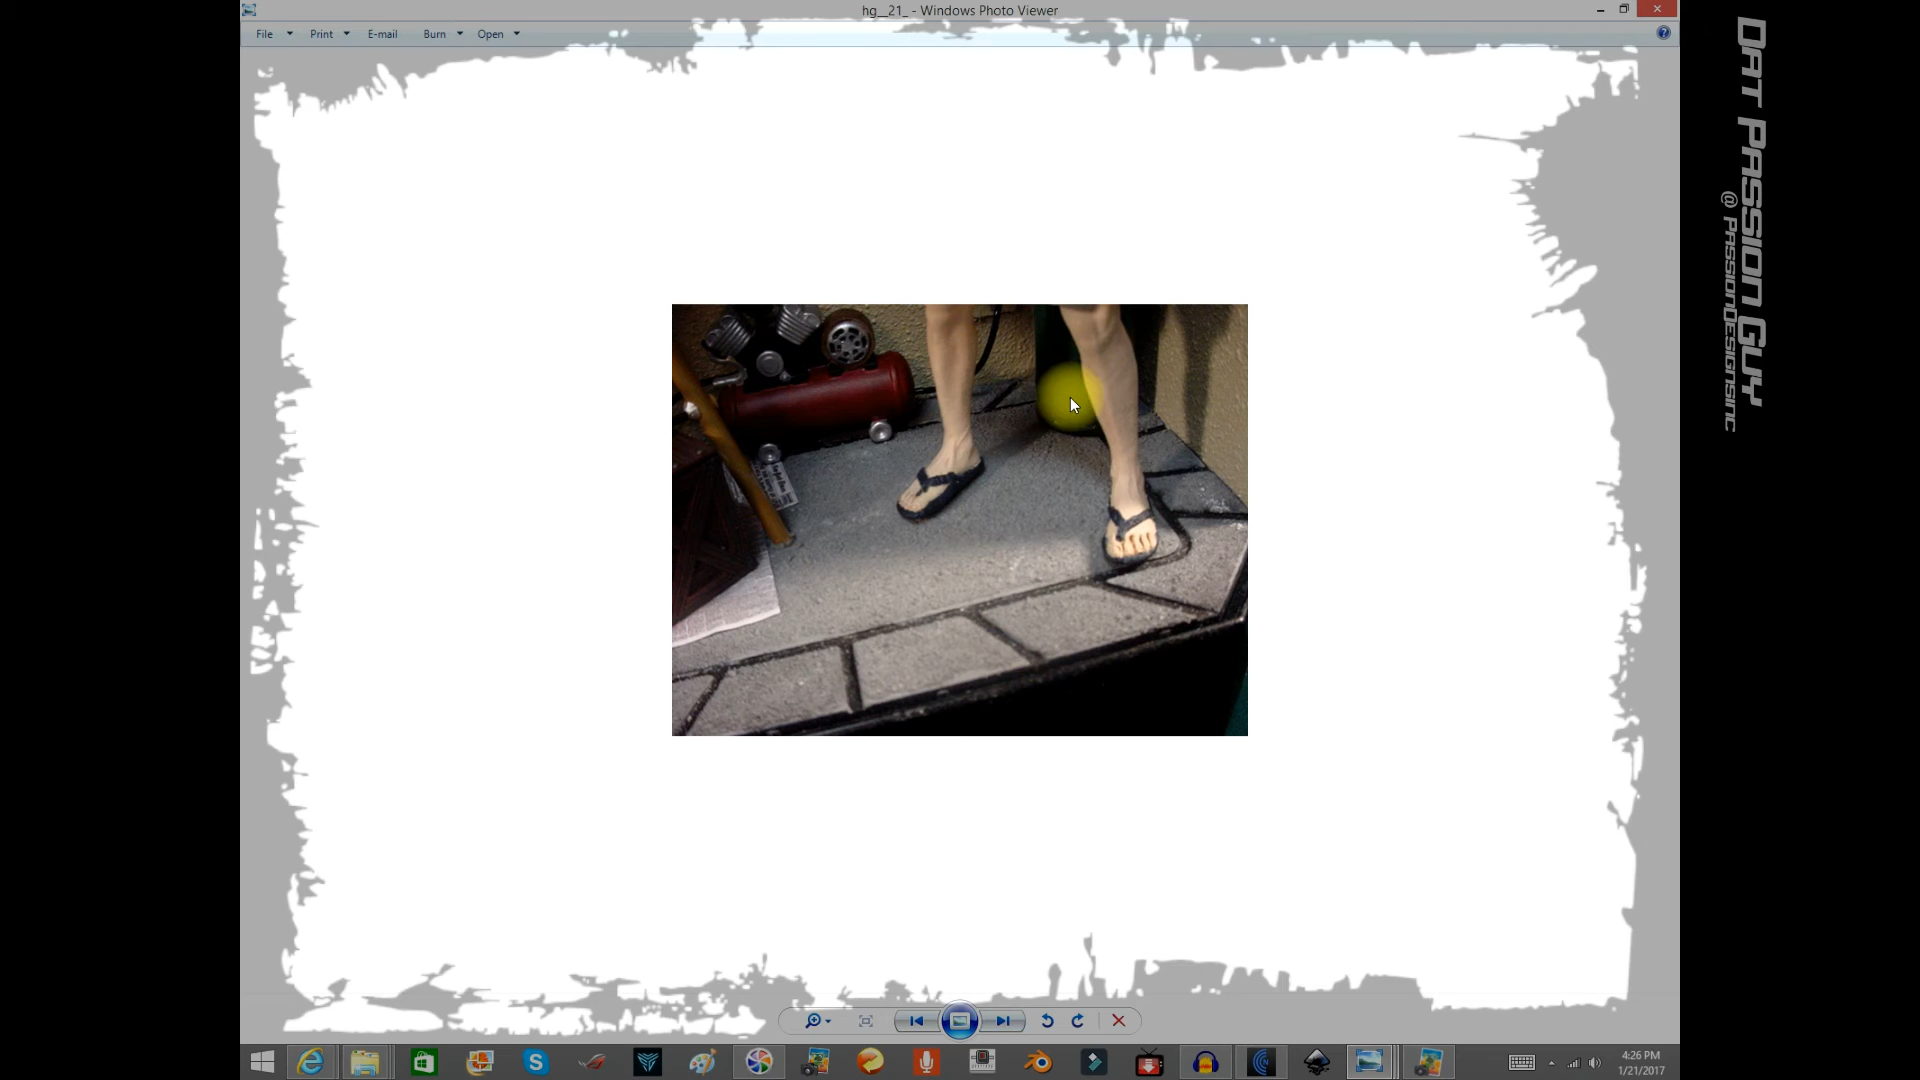 hg__21_ - Windows Photo Viewer
File
Print
E-mail
Burn
Open
DAT PASSION GUY
@ PASSIONDESIGNSINC
4:26 PM
1/21/2017